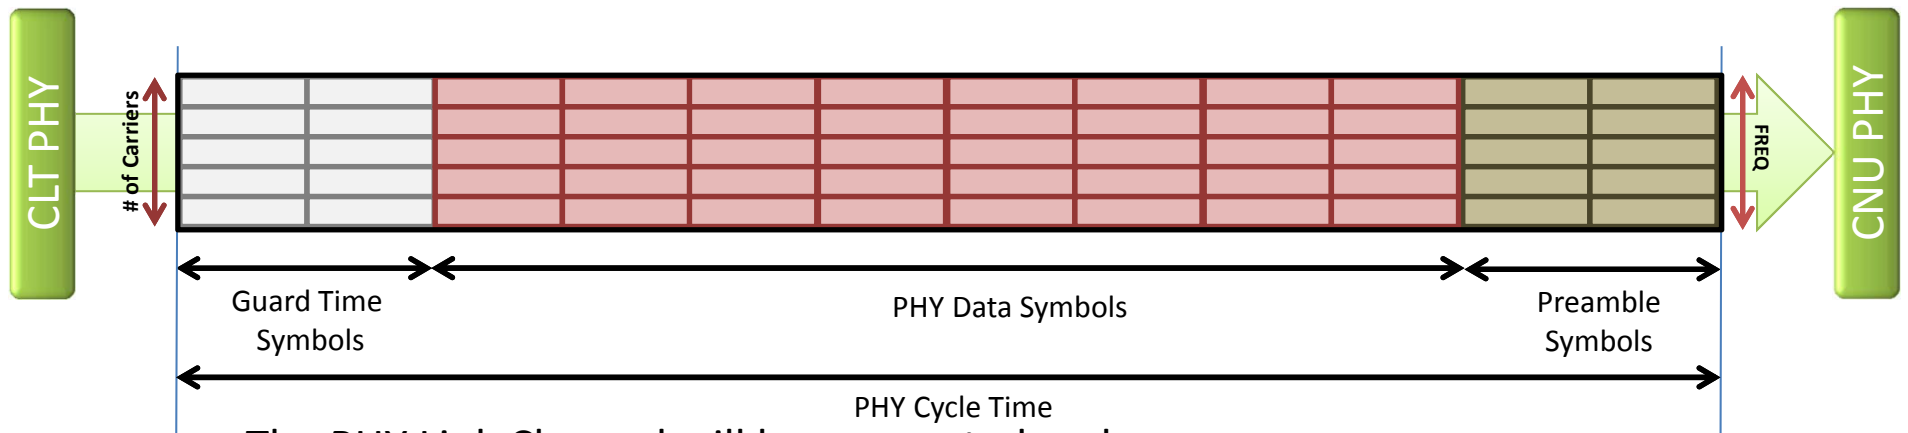 CLT PHY
# of Carriers
FREQ
CNU PHY
Guard Time
Symbols
PHY Data Symbols
Preamble
Symbols
PHY Cycle Time